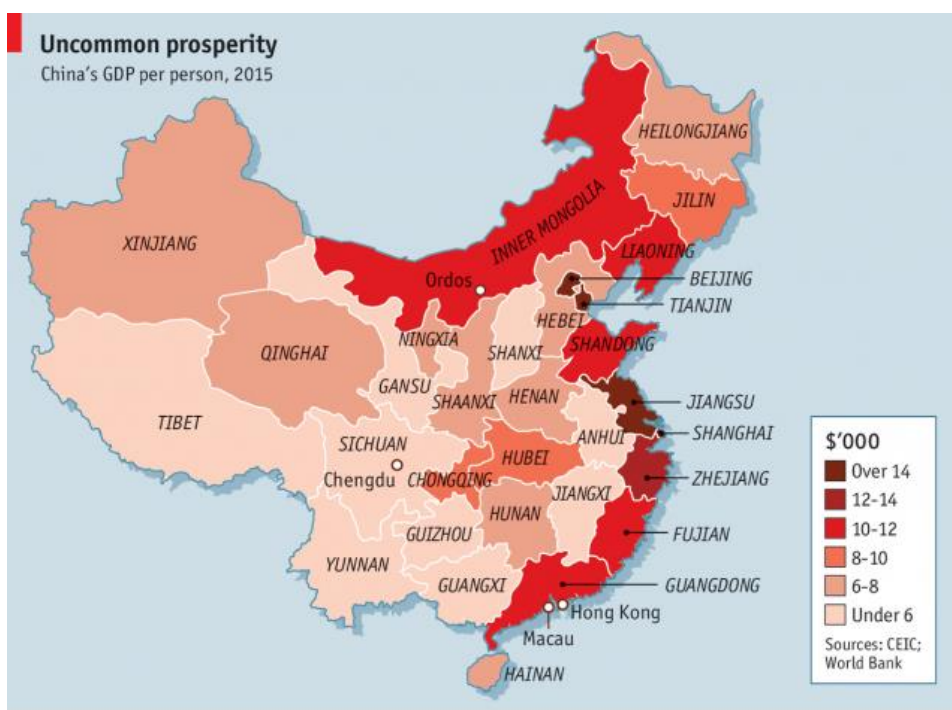 Uncommon prosperity
China's GDP per person, 2015
HEILONGJIANG
JILIN
XINJIANG
INNER MONGOLIA
LIAONING
Ordos
BEIJING
TIANJIN
HEBEI
NINGXIA
SHANXI
SHANDONG
QINGHAI
GANSU
SHAANXI
HENAN
JIANGSU
TIBET
SHANGHAI
ANHUI
SICHUAN
HUBEI
Chengdu
CHONGQING
ZHEJIANG
JIANGXI
HUNAN
GUIZHOU
FUJIAN
YUNNAN
GUANGXI
GUANGDONG
Hong Kong
Macau
HAINAN
$'000
Over 14
12-14
10-12
8-10
6-8
Under 6
Sources: CEIC;
World Bank